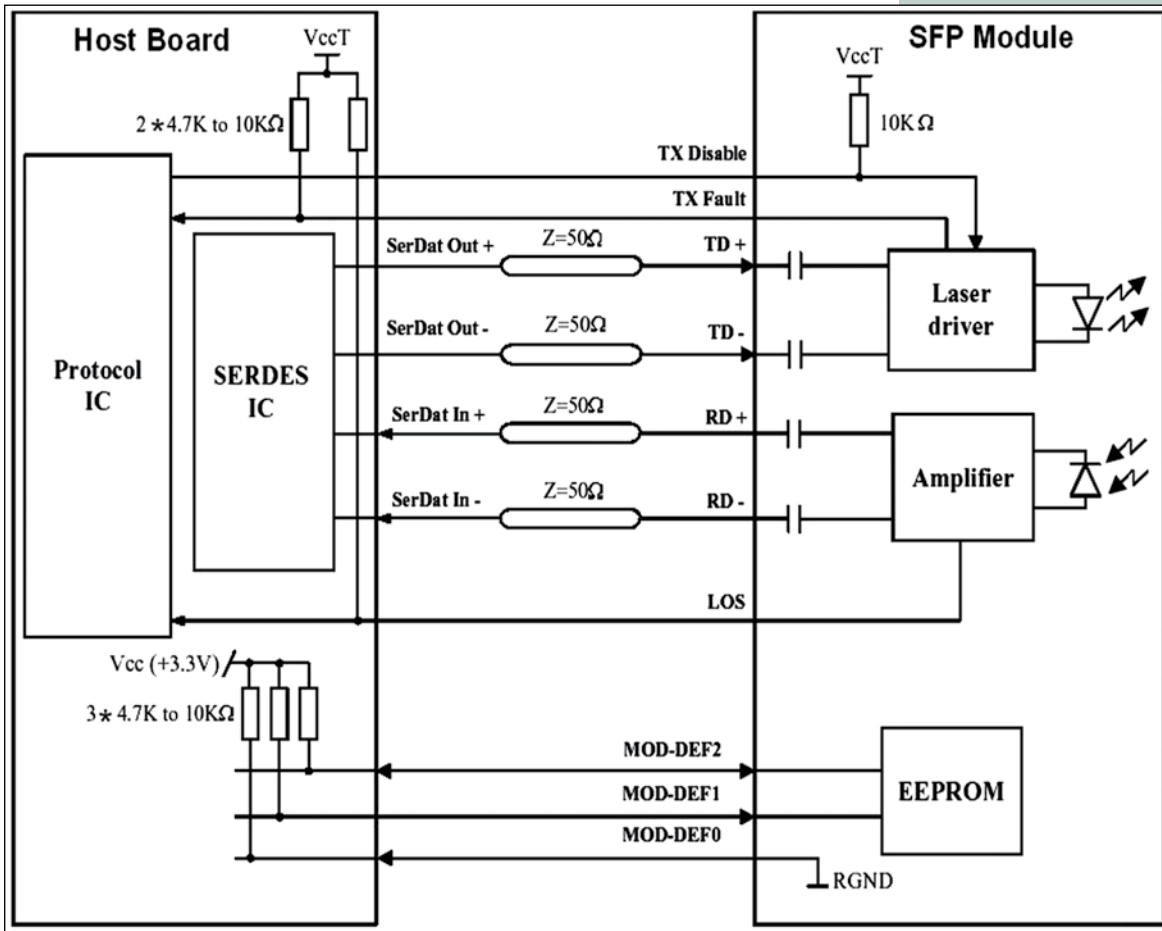 Host Board
SFP Module
VccT
VccT
2*4.7K to 10KΩ
10KΩ
TX Disable
TX Fault
SerDat Out +
Z=50Ω
TD +
SerDat Out -
Z=50Ω
TD -
Laser
driver
Protocol
IC
SERDES
IC
SerDat In +
Z=50Ω
RD +
SerDat In -
Z=50Ω
RD -
Amplifier
LOS
Vcc (+3.3V)
3*4.7K to 10KΩ
MOD-DEF2
MOD-DEF1
MOD-DEF0
EEPROM
RGND